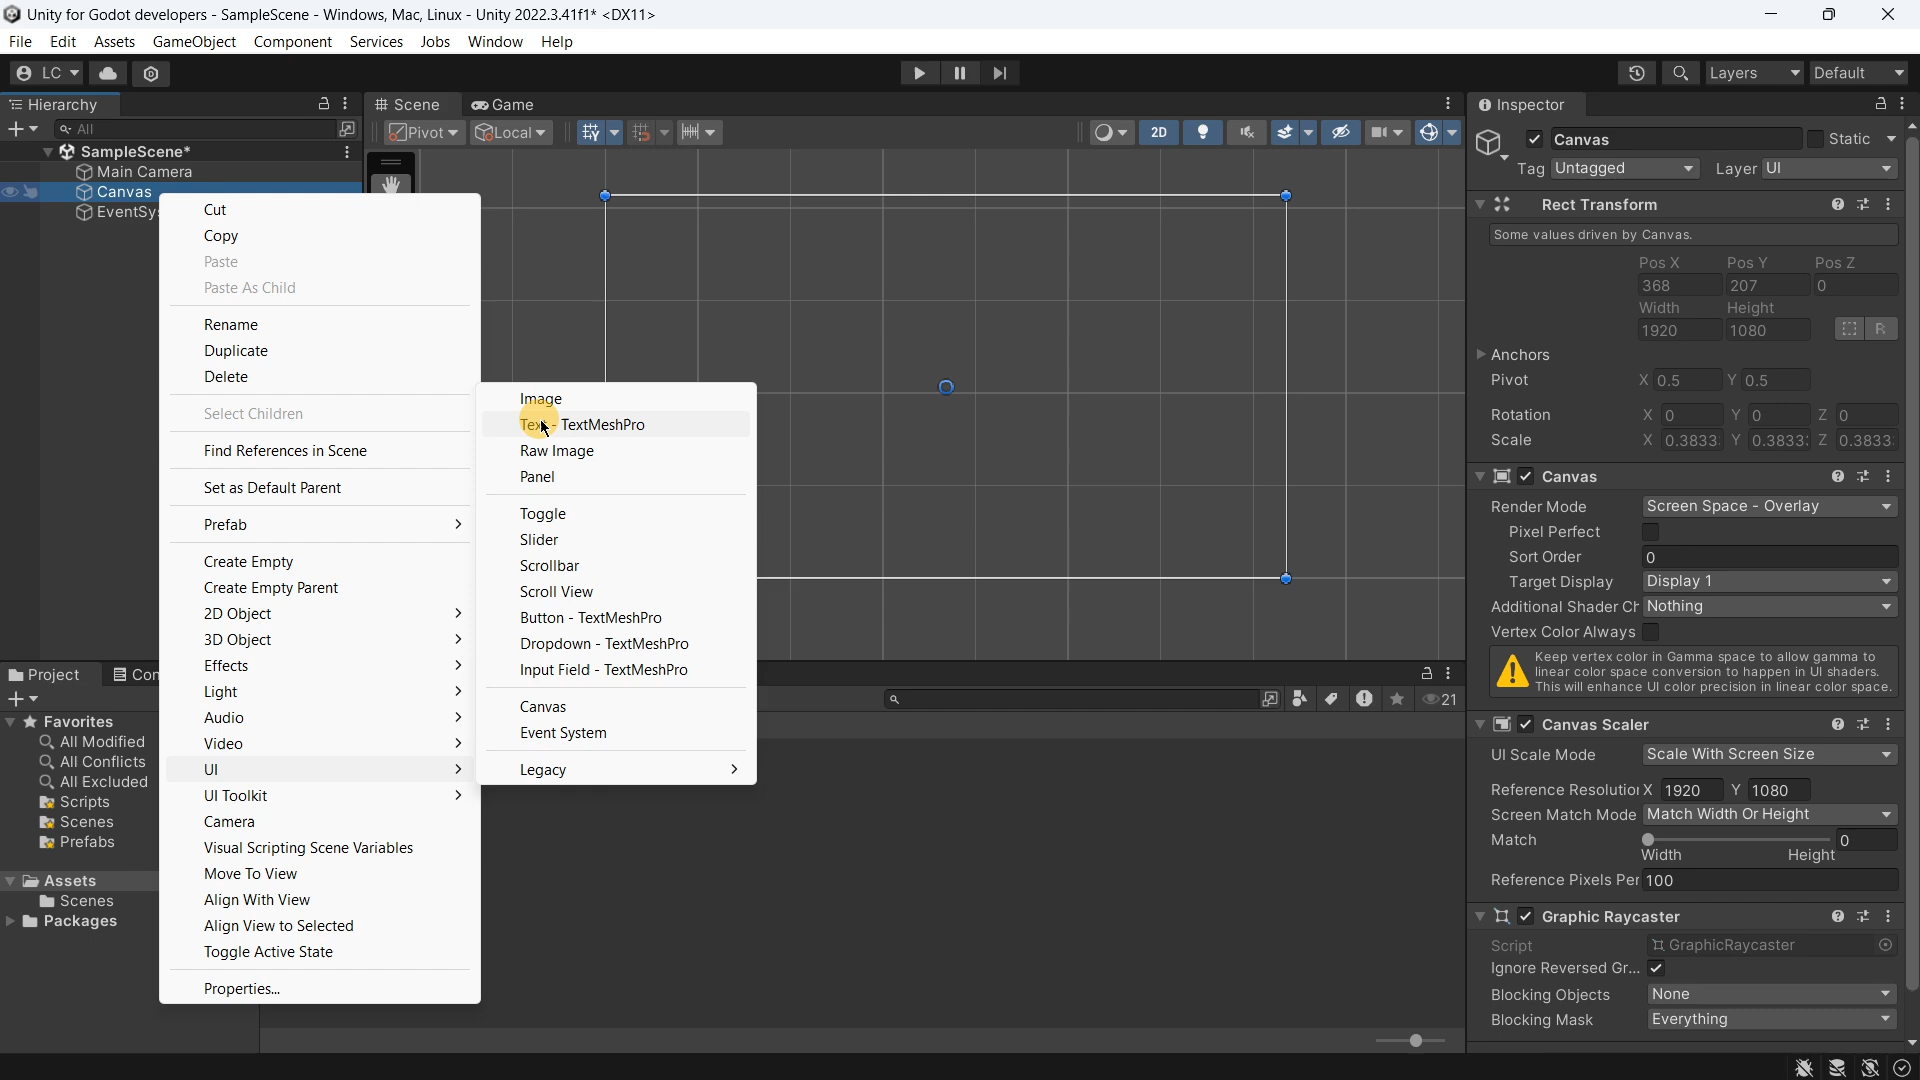 Unity for Godot developers - SampleScene - Windows, Mac, Linux - Unity 2022.3.41f1* <DX11>
File Edit Assets GameObject Component Services Jobs Window Help
LC Layers Default
Hierarchy Scene Game Inspector
All Pivot Local 2D
SampleScene*
Main Camera
Canvas
EventSys
Canvas Static
Tag Untagged Layer UI
Rect Transform
Some values driven by Canvas.
Pos X Pos Y Pos Z
368 207 0
Width Height
1920 1080 R
Anchors
Pivot X 0.5 Y 0.5
Rotation X 0 Y 0 Z 0
Scale X 0.3833 Y 0.3833 Z 0.3833
Canvas
Render Mode Screen Space - Overlay
Pixel Perfect
Sort Order 0
Target Display Display 1
Additional Shader Ch Nothing
Vertex Color Always
Keep vertex color in Gamma space to allow gamma to
linear color space conversion to happen in UI shaders.
This will enhance UI color precision in linear color space.
Canvas Scaler
UI Scale Mode Scale With Screen Size
Reference Resolution X 1920 Y 1080
Screen Match Mode Match Width Or Height
Match 0
Width Height
Reference Pixels Per 100
Graphic Raycaster
Script GraphicRaycaster
Ignore Reversed Gr...
Blocking Objects None
Blocking Mask Everything
Cut
Copy
Paste
Paste As Child
Rename
Duplicate
Delete
Select Children
Find References in Scene
Set as Default Parent
Prefab
Create Empty
Create Empty Parent
2D Object
3D Object
Effects
Light
Audio
Video
UI
UI Toolkit
Camera
Visual Scripting Scene Variables
Move To View
Align With View
Align View to Selected
Toggle Active State
Properties...
Image
Text - TextMeshPro
Raw Image
Panel
Toggle
Slider
Scrollbar
Scroll View
Button - TextMeshPro
Dropdown - TextMeshPro
Input Field - TextMeshPro
Canvas
Event System
Legacy
Project Con
21
Favorites
All Modified
All Conflicts
All Excluded
Scripts
Scenes
Prefabs
Assets
Scenes
Packages